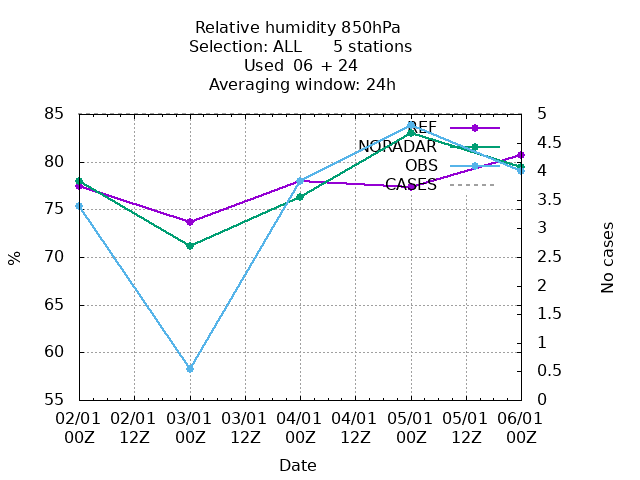 Relative humidity 850hPa
Selection: ALL 5 stations
Used 06 + 24
Averaging window: 24h
85
80
75
70
65
60
55
%
5
4.5
4
3.5
3
2.5
2
1.5
1
0.5
0
No cases
REF
NORADAR
OBS
CASES
02/01 02/01 03/01 03/01 04/01 04/01 05/01 05/01 06/01
00Z 12Z 00Z 12Z 00Z 12Z 00Z 12Z 00Z
Date